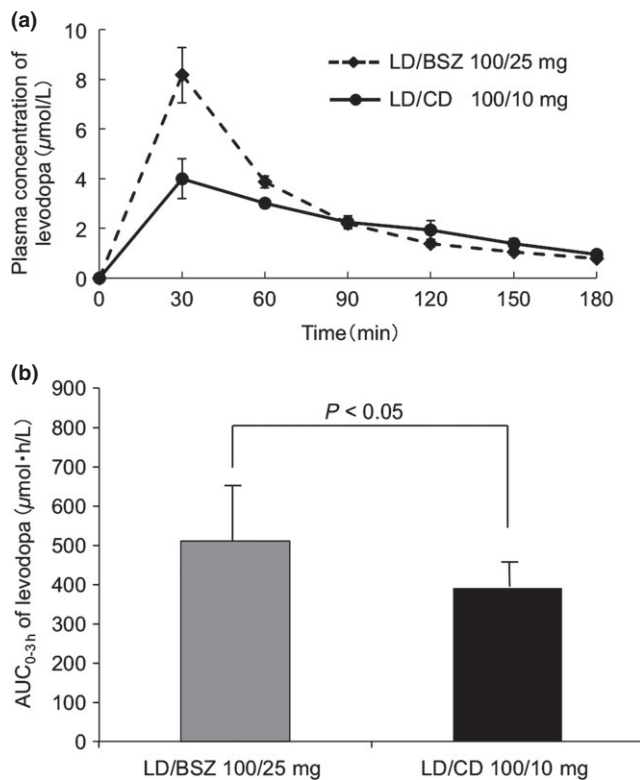 (a)
Plasma concentration of
levodopa (μmol/L)
10
8
6
4
2
0
LD/BSZ 100/25 mg
LD/CD 100/10 mg
0 30 60 90 120 150 180
Time(min)
(b)
AUC0-3 h of levodopa (μmol·h/L)
900
800
700
600
500
400
300
200
100
0
P < 0.05
LD/BSZ 100/25 mg LD/CD 100/10 mg